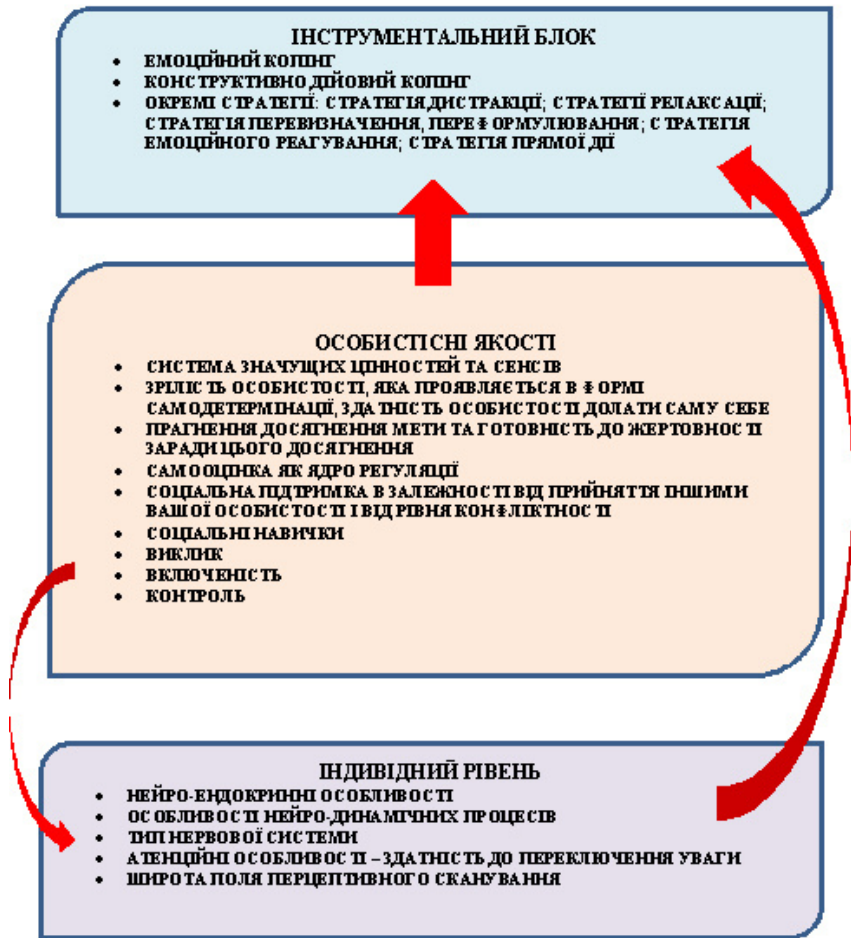 ІНСТРУМЕНТАЛЬНИЙ БЛОК
• ЕМОЦІЙНИЙ КОПІНГ
• КОНСТРУКТИВНО ДІЙОВИЙ КОПІНГ
• ОКРЕМІ СТРАТЕГІЇ: СТРАТЕГІЯ ДИСТРАКЦІЇ; СТРАТЕГІЇ РЕЛАКСАЦІЇ;
СТРАТЕГІЯ ПЕРЕВИЗНАЧЕННЯ, ПЕРЕФОРМУЛЮВАННЯ; СТРАТЕГІЯ
ЕМОЦІЙНОГО РЕАГУВАННЯ; СТРАТЕГІЯ ПРЯМОЇ ДІЇ
ОСОБИСТІСНІ ЯКОСТІ
• СИСТЕМА ЗНАЧУЩИХ ЦІННОСТЕЙ ТА СЕНСІВ
• ЗРІЛІСТЬ ОСОБИСТОСТІ, ЯКА ПРОЯВЛЯЄТЬСЯ В ФОРМІ
САМОДЕТЕРМІНАЦІЇ, ЗДАТНІСТЬ ОСОБИСТОСТІ ДОЛАТИ САМУ СЕБЕ
• ПРАГНЕННЯ ДОСЯГНЕННЯ МЕТИ ТА ГОТОВНІСТЬ ДО ЖЕРТОВНОСТІ
ЗАРАДИ ЦЬОГО ДОСЯГНЕННЯ
• САМООЦІНКА ЯК ЯДРО РЕГУЛЯЦІЇ
• СОЦІАЛЬНА ПІДТРИМКА В ЗАЛЕЖНОСТІ ВІД ПРИЙНЯТТЯ ІНШИМИ
ВАШОЇ ОСОБИСТОСТІ І ВІД РІВНЯ КОНФЛІКТНОСТІ
• СОЦІАЛЬНІ НАВИЧКИ
• ВИКЛИК
• ВКЛЮЧЕНІСТЬ
• КОНТРОЛЬ
ІНДИВІДНИЙ РІВЕНЬ
• НЕЙРО-ЕНДОКРИННІ ОСОБЛИВОСТІ
• ОСОБЛИВОСТІ НЕЙРО-ДИНАМІЧНИХ ПРОЦЕСІВ
• ТИП НЕРВОВОЇ СИСТЕМИ
• АТЕНЦІЙНІ ОСОБЛИВОСТІ – ЗДАТНІСТЬ ДО ПЕРЕКЛЮЧЕННЯ УВАГИ
• ШИРОТА ПОЛЯ ПЕРЦЕПТИВНОГО СКАНУВАННЯ